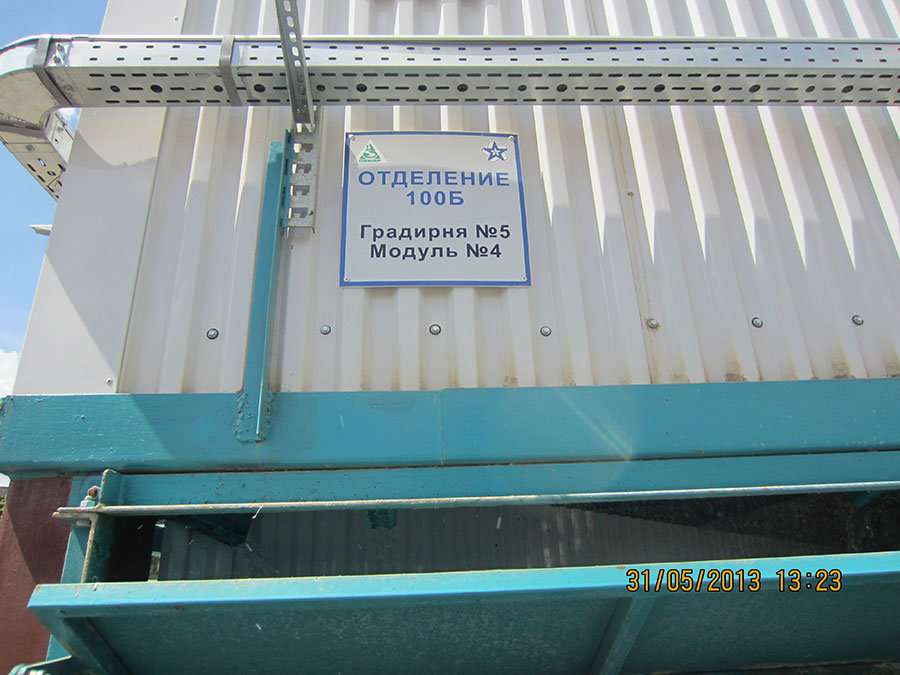 ОТДЕЛЕНИЕ
100Б
Градирня №5
Модуль №4
31/05/2013 13:23